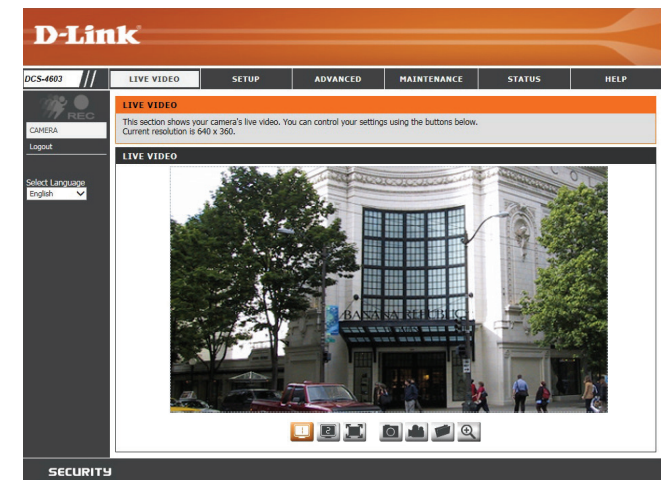 D-Link
DCS-4603
LIVE VIDEO
SETUP
ADVANCED
MAINTENANCE
STATUS
HELP
REC
CAMERA
Logout
Select Language
English
LIVE VIDEO
This section shows your camera's live video. You can control your settings using the buttons below.
Current resolution is 640 x 360.
LIVE VIDEO
BANANA REPUBLIC
1
2
SECURITY